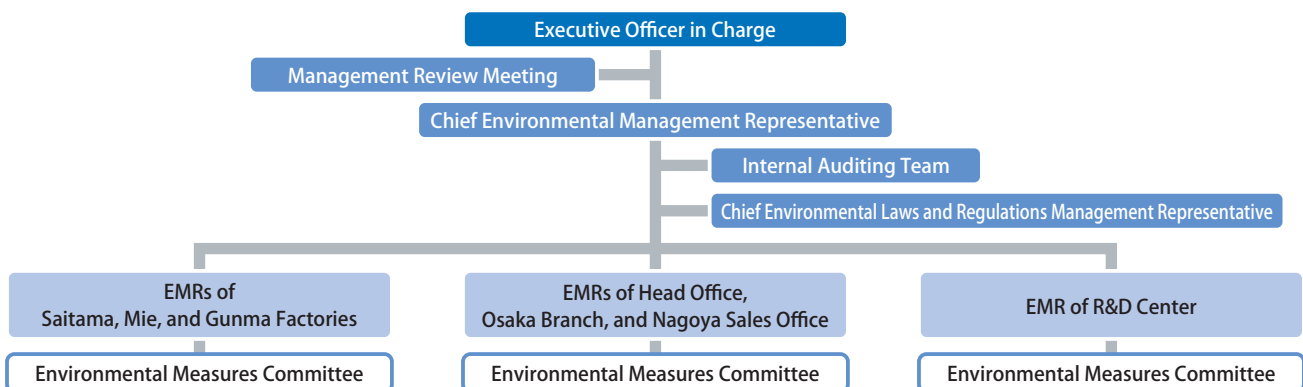 Executive Officer in Charge
Management Review Meeting
Chief Environmental Management Representative
Internal Auditing Team
Chief Environmental Laws and Regulations Management Representative
EMRs of
Saitama, Mie, and Gunma Factories
EMRs of Head Office,
Osaka Branch, and Nagoya Sales Office
EMR of R&D Center
Environmental Measures Committee
Environmental Measures Committee
Environmental Measures Committee